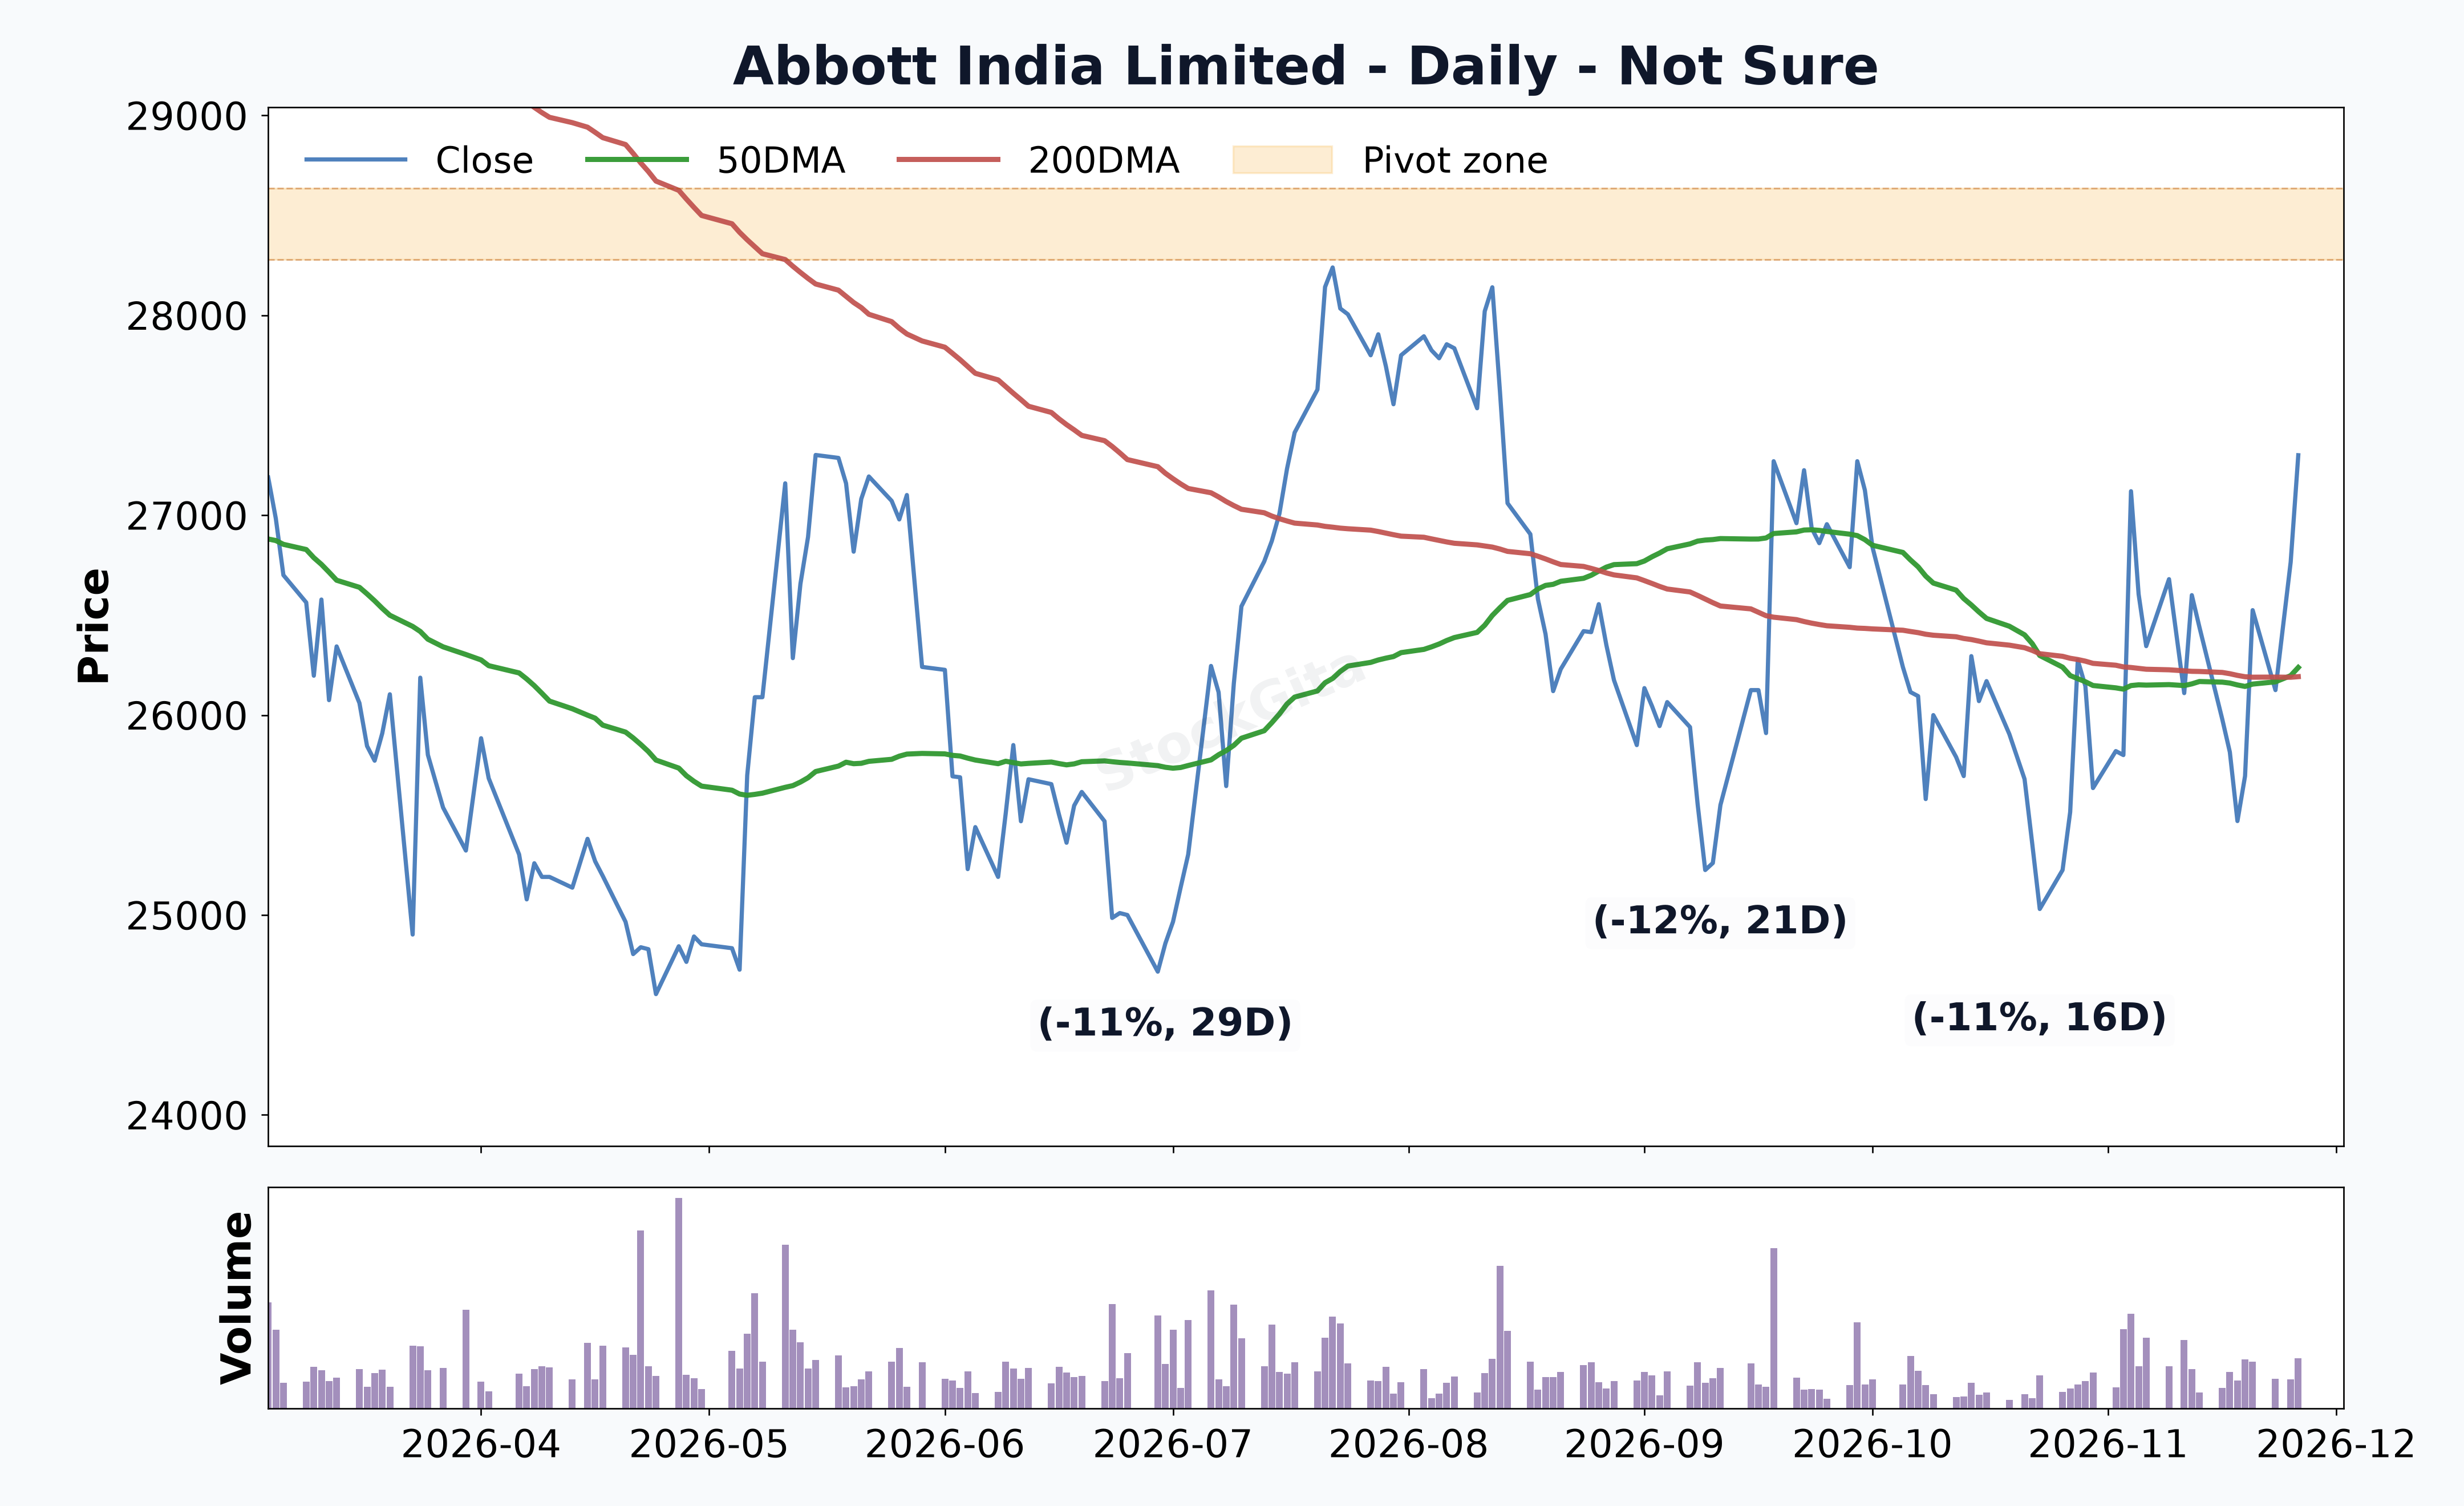 Abbott India Limited - Daily - Not Sure
Close 50DMA 200DMA Pivot zone
29000
28000
27000
26000
25000
24000
Price
StockGita
(-11%, 29D)
(-12%, 21D)
(-11%, 16D)
Volume
2026-04 2026-05 2026-06 2026-07 2026-08 2026-09 2026-10 2026-11 2026-12